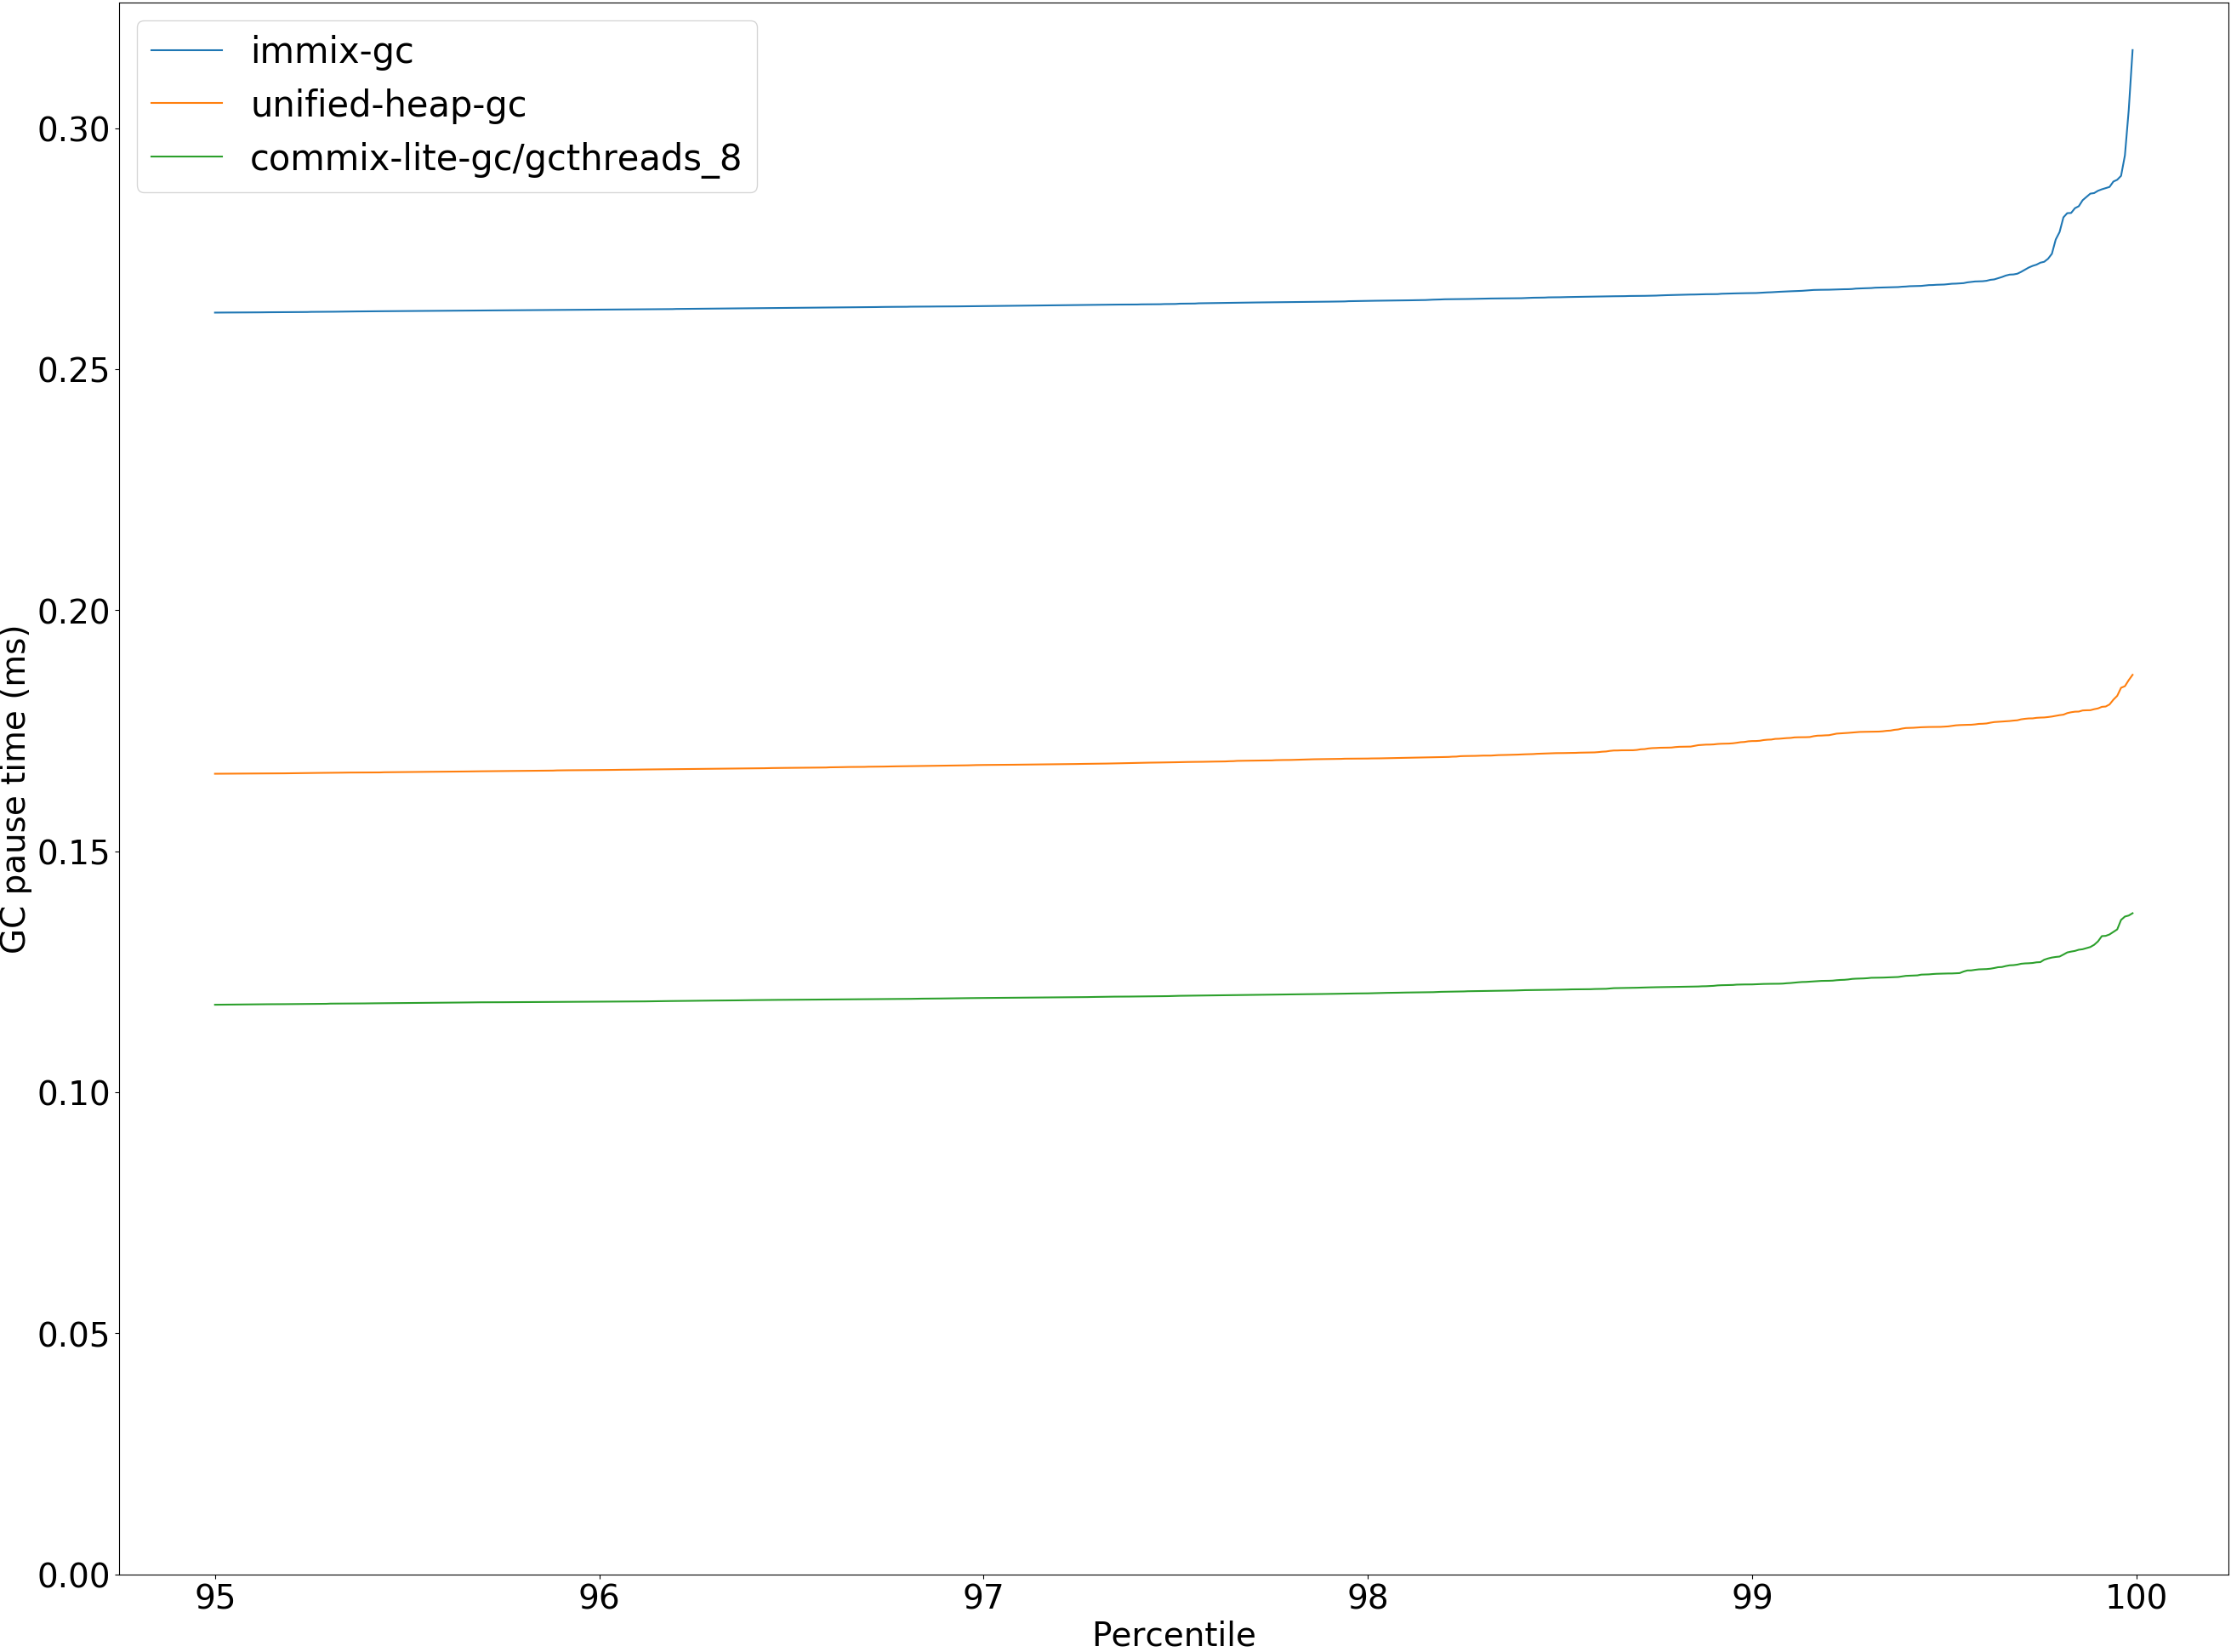 immix-gc
unified-heap-gc
commix-lite-gc/gcthreads_8
0.30
0.25
0.20
0.15
0.10
0.05
0.00
GC pause time (ms)
95 96 97 98 99 100
Percentile